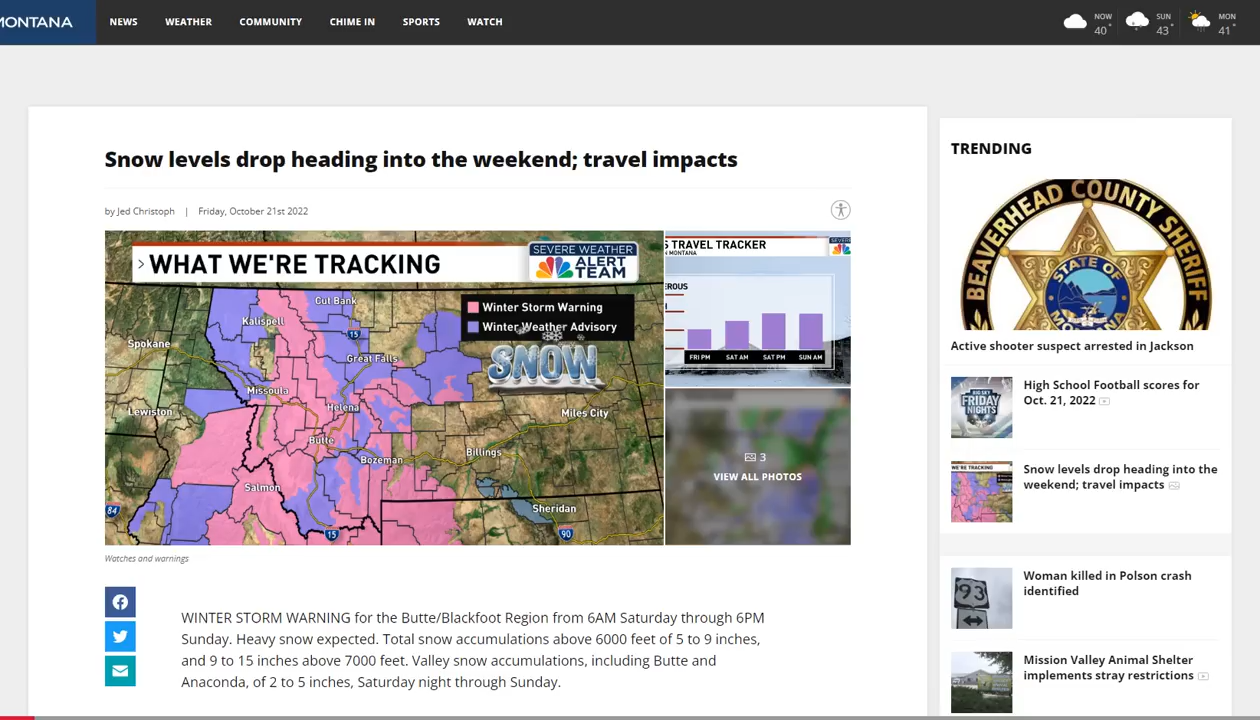 MONTANA
NEWS
WEATHER
COMMUNITY
CHIME IN
SPORTS
WATCH
NOW
40°
SUN
43°
MON
41°
Snow levels drop heading into the weekend; travel impacts
by Jed Christoph | Friday, October 21st 2022
> WHAT WE'RE TRACKING
SEVERE WEATHER
ALERT
TEAM
Winter Storm Warning
Winter Weather Advisory
SNOW
Cut Bank
Kalispell
15
Spokane
Great Falls
Missoula
Lewiston
Helena
Miles City
Butte
Billings
Bozeman
Salmon
84
Sheridan
15
90
S TRAVEL TRACKER
N MONTANA
EROUS
FRI PM
SAT AM
SAT PM
SUN AM
3
VIEW ALL PHOTOS
Watches and warnings
WINTER STORM WARNING for the Butte/Blackfoot Region from 6AM Saturday through 6PM
Sunday. Heavy snow expected. Total snow accumulations above 6000 feet of 5 to 9 inches,
and 9 to 15 inches above 7000 feet. Valley snow accumulations, including Butte and
Anaconda, of 2 to 5 inches, Saturday night through Sunday.
TRENDING
BEAVERHEAD COUNTY SHERIFF
STATE OF
Active shooter suspect arrested in Jackson
BIG SKY
FRIDAY
NIGHTS
High School Football scores for
Oct. 21, 2022
WE'RE TRACKING
Snow levels drop heading into the
weekend; travel impacts
93
Woman killed in Polson crash
identified
Mission Valley Animal Shelter
implements stray restrictions